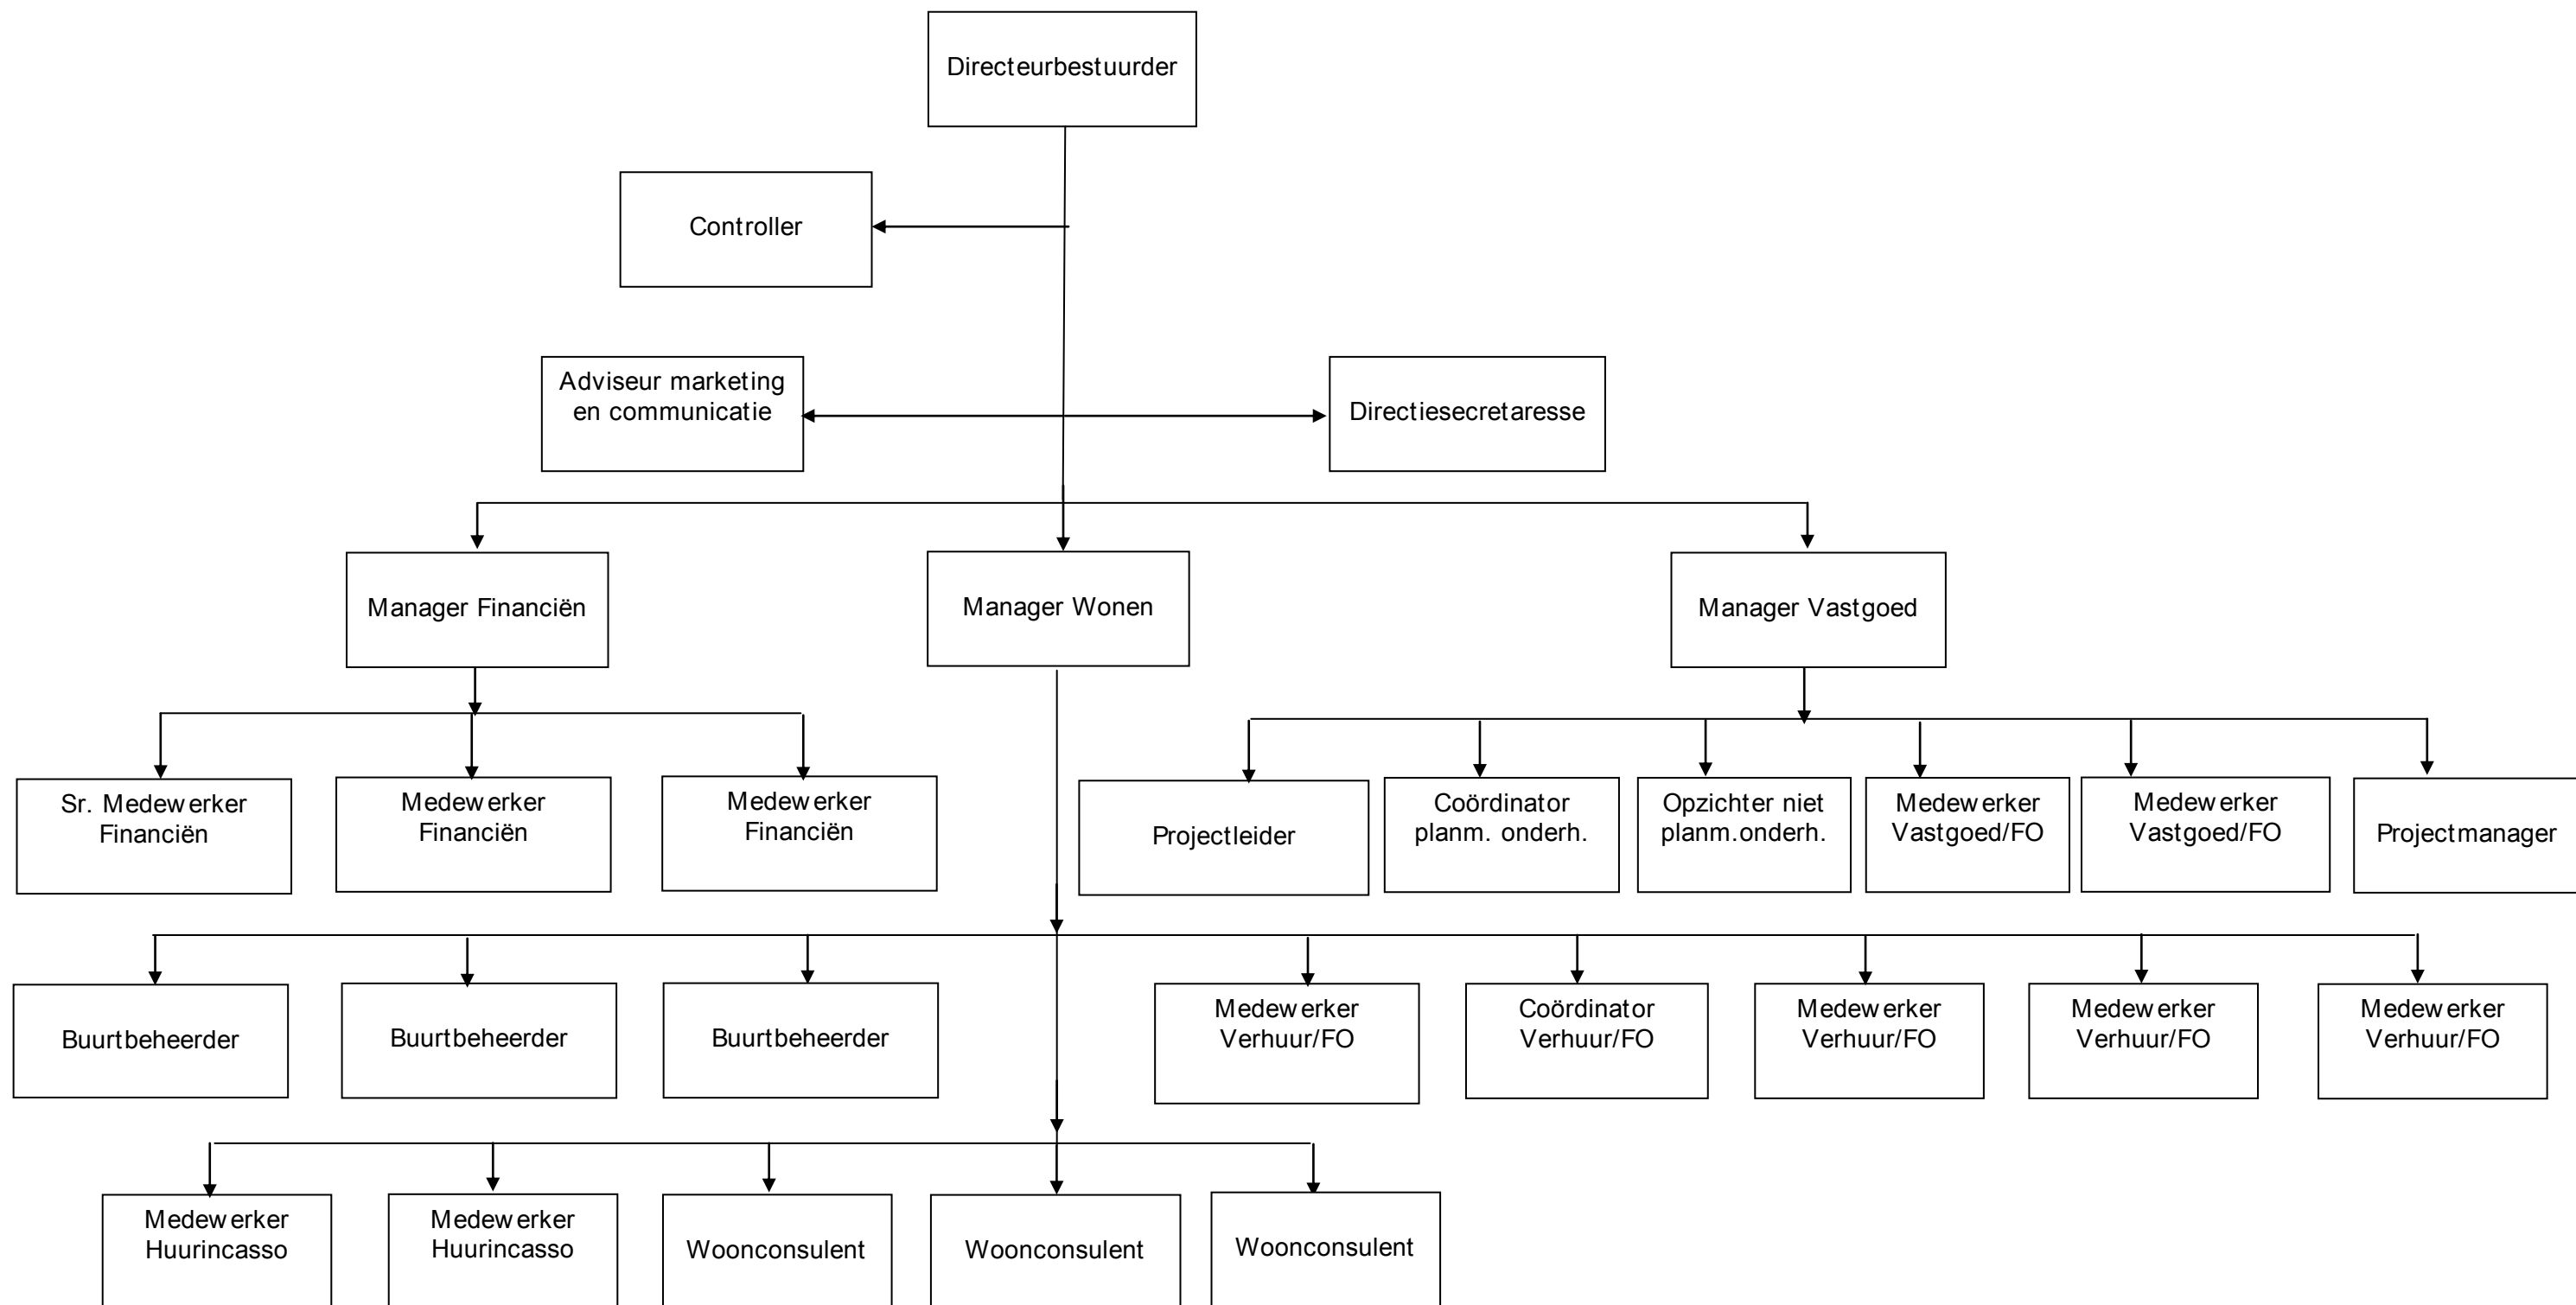 Directeurbestuurder
Controller
Adviseur marketing
en communicatie
Directiesecretaresse
Manager Financiën
Manager Wonen
Manager Vastgoed
Sr. Medewerker
Financiën
Medewerker
Financiën
Medewerker
Financiën
Projectleider
Coördinator
planm. onderh.
Opzichter niet
planm.onderh.
Medewerker
Vastgoed/FO
Medewerker
Vastgoed/FO
Projectmanager
Buurtbeheerder
Buurtbeheerder
Buurtbeheerder
Medewerker
Verhuur/FO
Coördinator
Verhuur/FO
Medewerker
Verhuur/FO
Medewerker
Verhuur/FO
Medewerker
Verhuur/FO
Medewerker
Huurincasso
Medewerker
Huurincasso
Woonconsulent
Woonconsulent
Woonconsulent